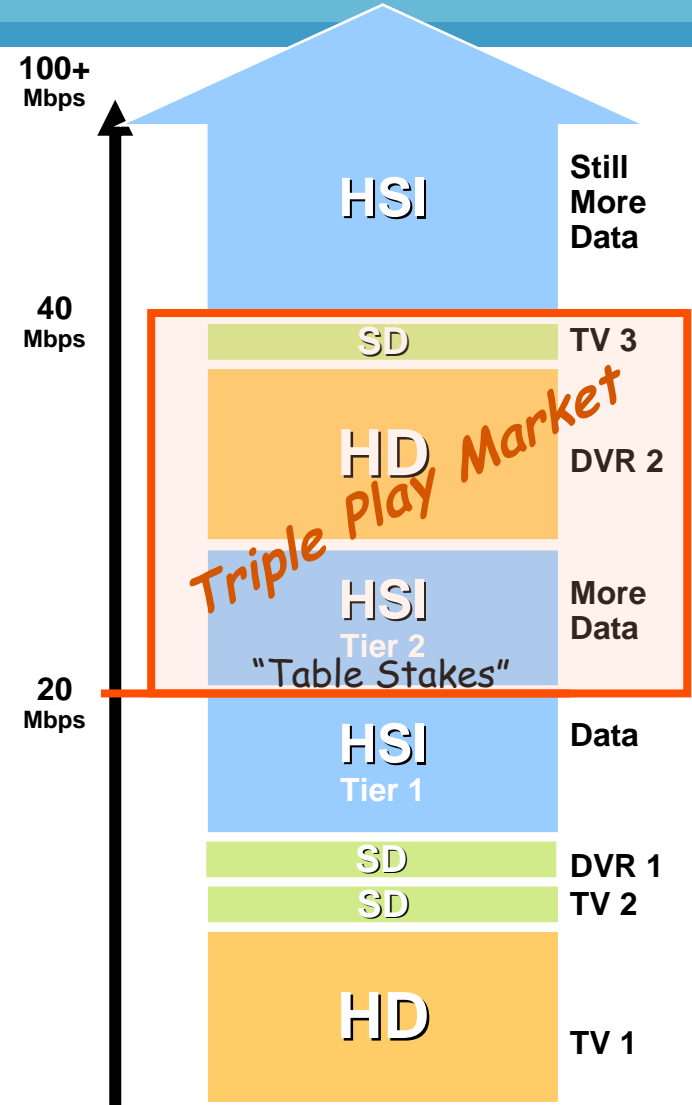 100+
Mbps
HSI
Still
More
Data
40
Mbps
SD
TV 3
HD
DVR 2
Triple Play Market
HSI
Tier 2
More
Data
"Table Stakes"
20
Mbps
HSI
Tier 1
Data
SD
DVR 1
SD
TV 2
HD
TV 1